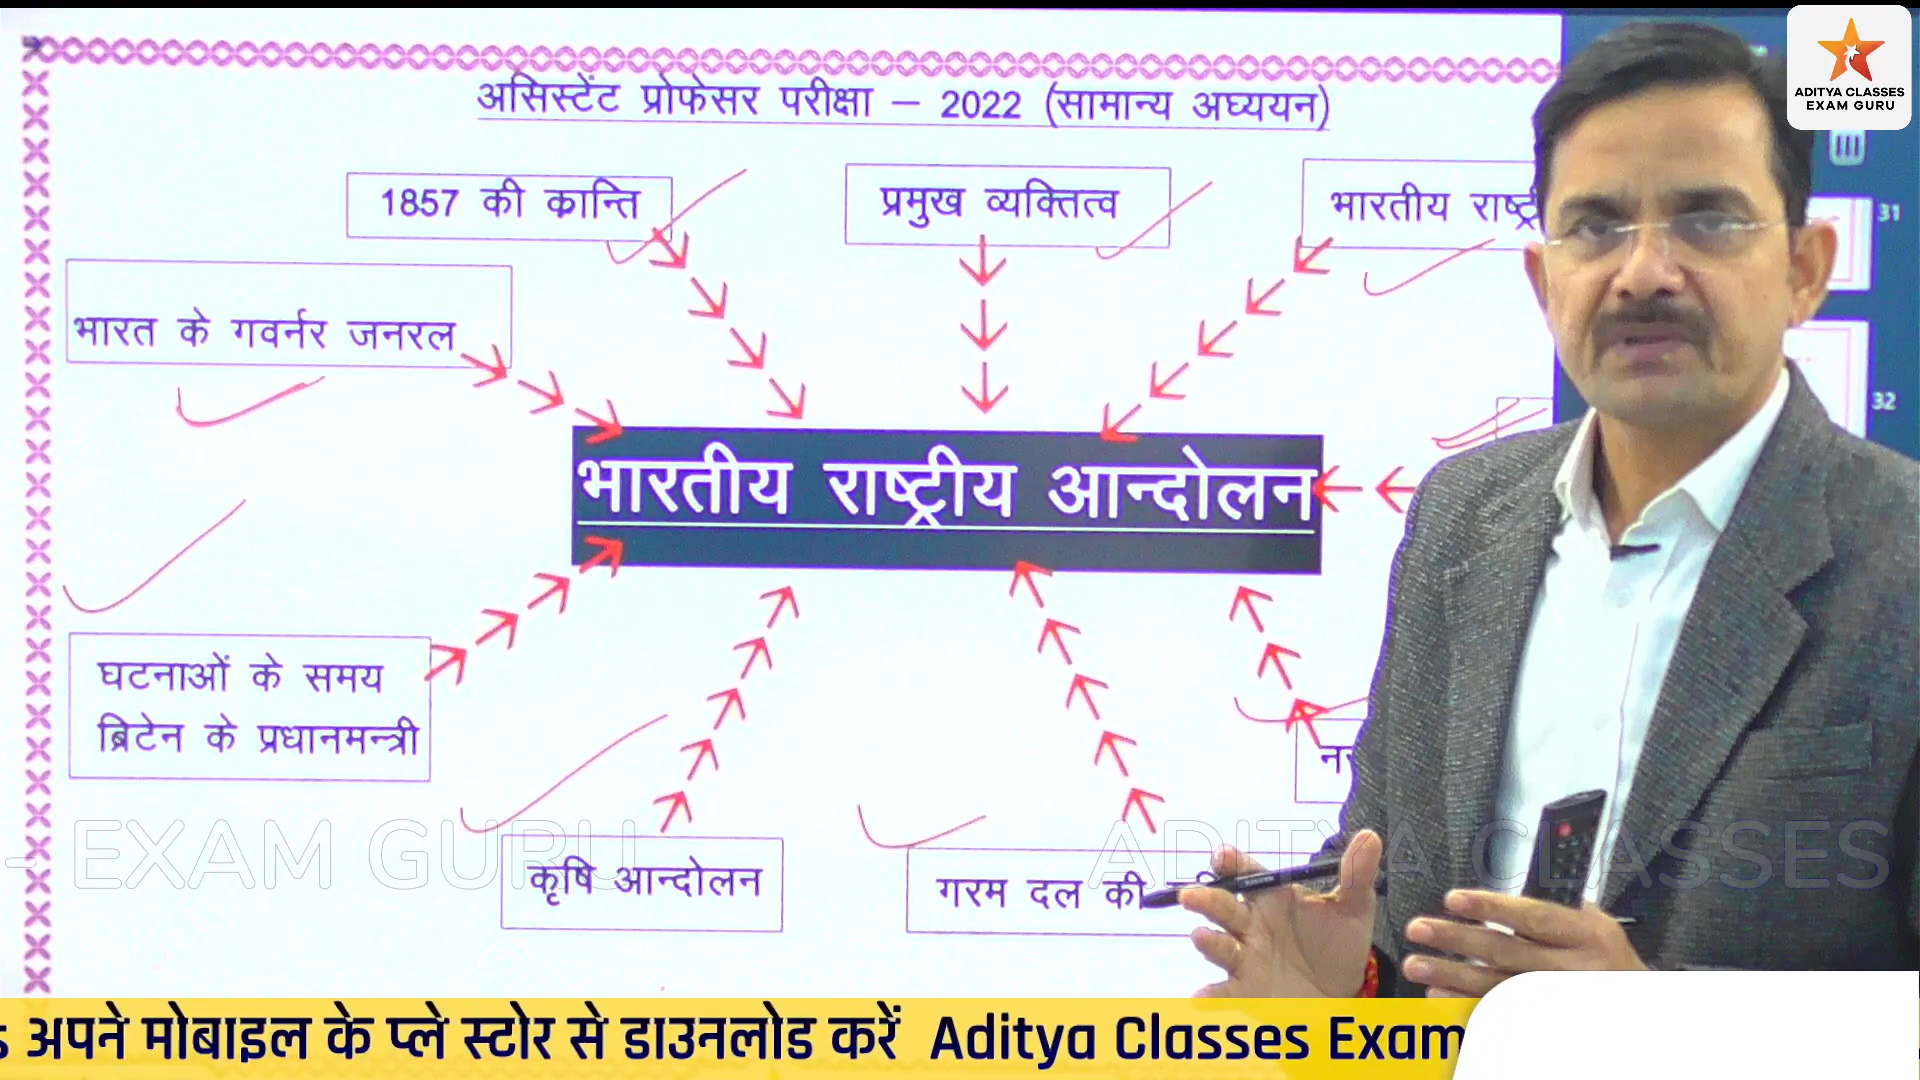 असिस्टेंट प्रोफेसर परीक्षा – 2022 (सामान्य अघ्ययन)
ADITYA CLASSES
EXAM GURU
1857 की क्रान्ति
प्रमुख व्यक्तित्व
भारतीय
31
भारत के गवर्नर जनरल
32
भारतीय राष्ट्रीय आन्दोलन
घटनाओं के समय
ब्रिटेन के प्रधानमन्त्री
- EXAM GURU
ADITYA CLASSES
कृषि आन्दोलन
गरम दल की
अपने मोबाइल के प्ले स्टोर से डाउनलोड करें Aditya Classes Exam